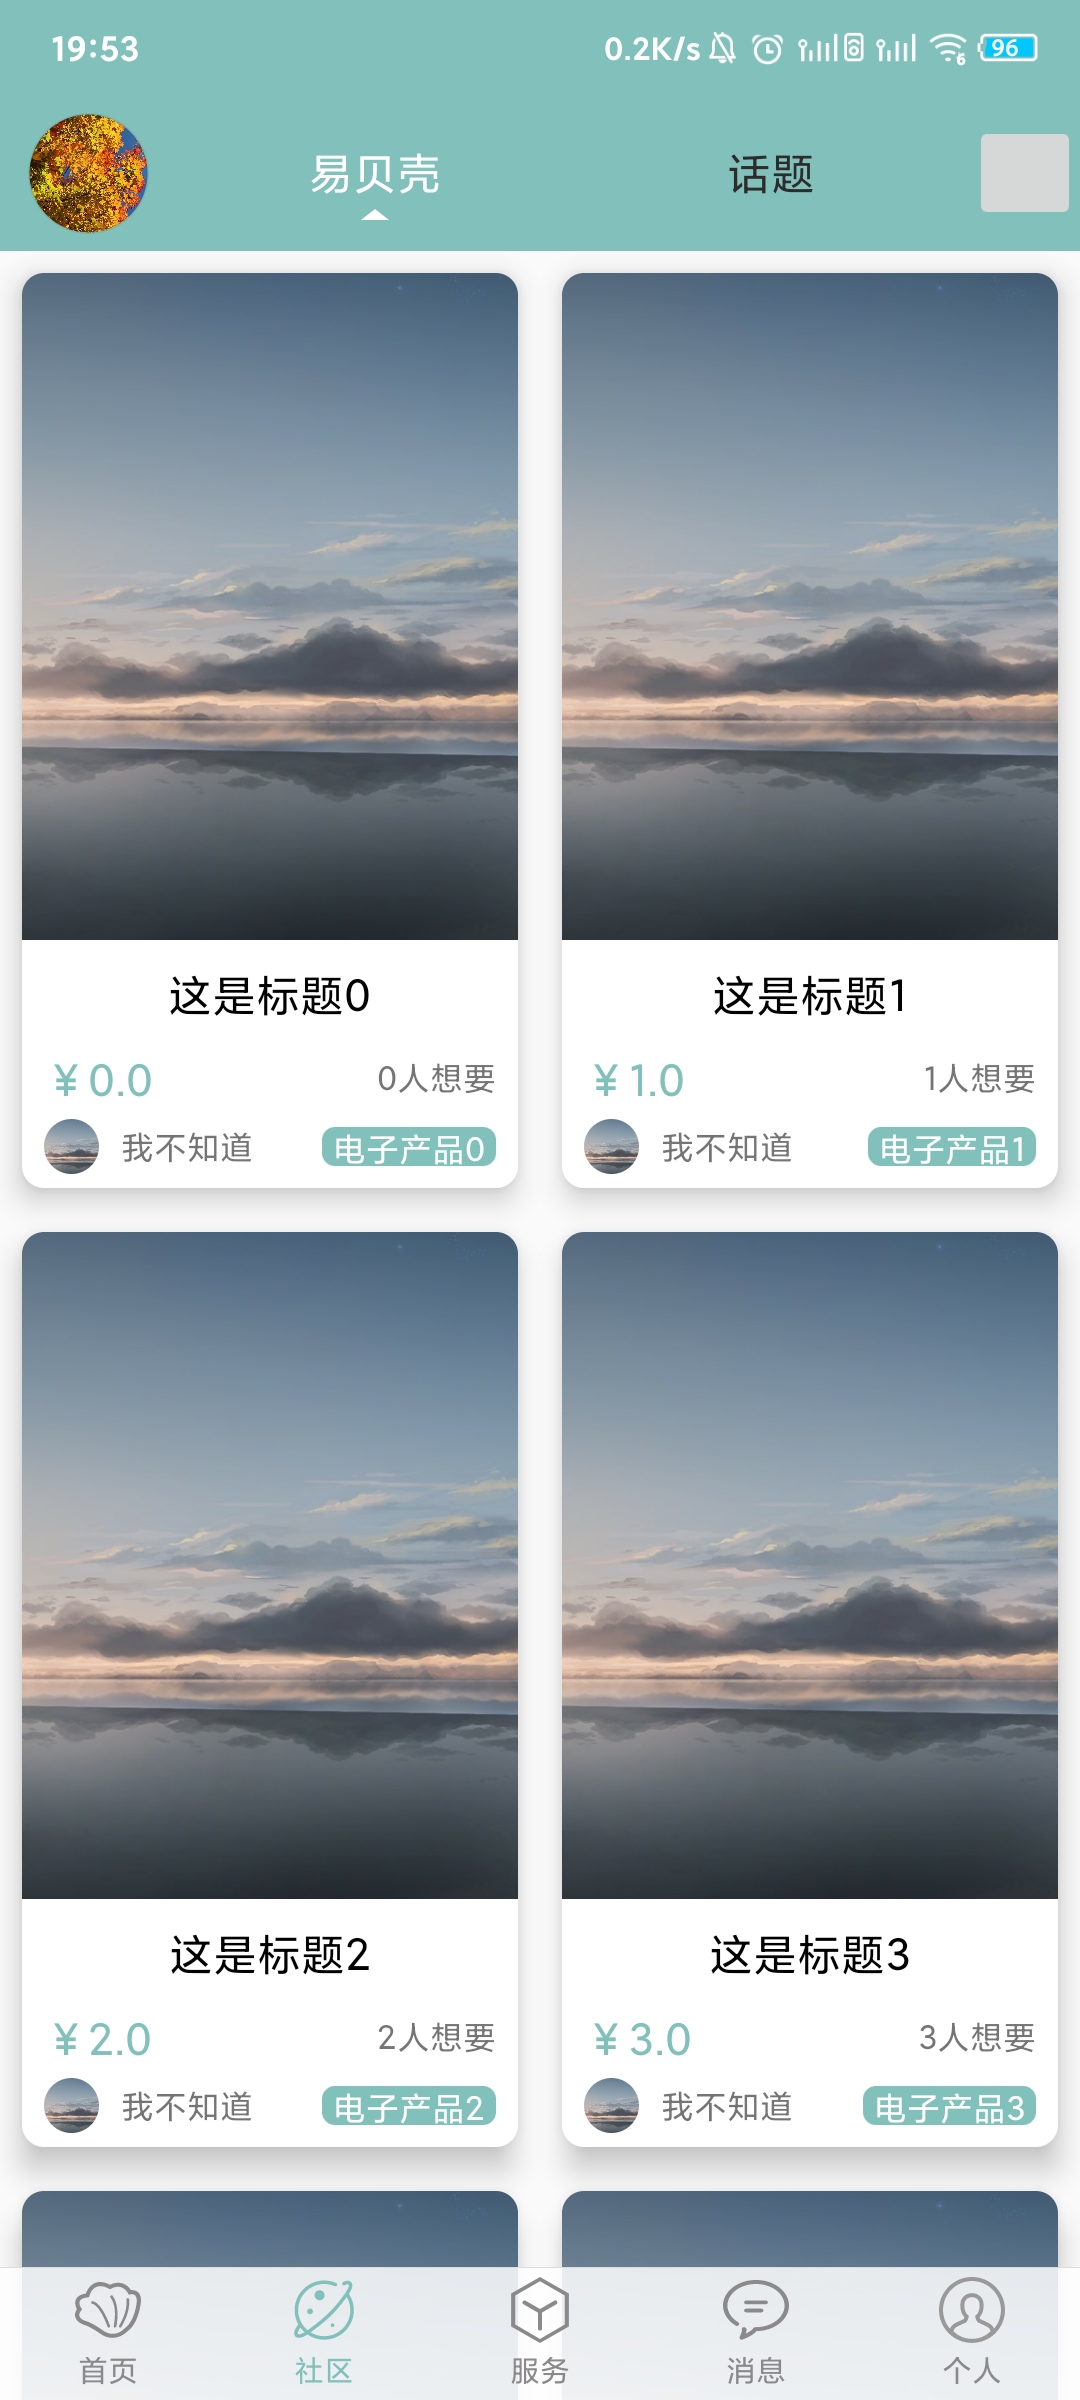 19:53 0.2K/s 6 96
易贝壳 话题
这是标题0
¥ 0.0 0人想要
我不知道 电子产品0
这是标题1
¥ 1.0 1人想要
我不知道 电子产品1
这是标题2
¥ 2.0 2人想要
我不知道 电子产品2
这是标题3
¥ 3.0 3人想要
我不知道 电子产品3
首页 社区 服务 消息 个人